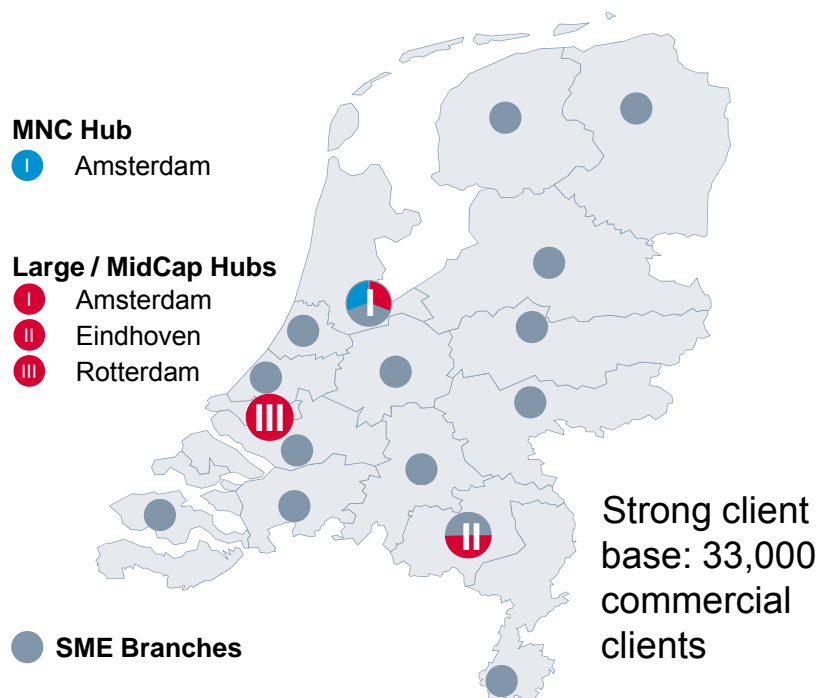 MNC Hub
I Amsterdam
Large / MidCap Hubs
I Amsterdam
II Eindhoven
III Rotterdam
I
III
II
Strong client
base: 33,000
commercial
clients
SME Branches